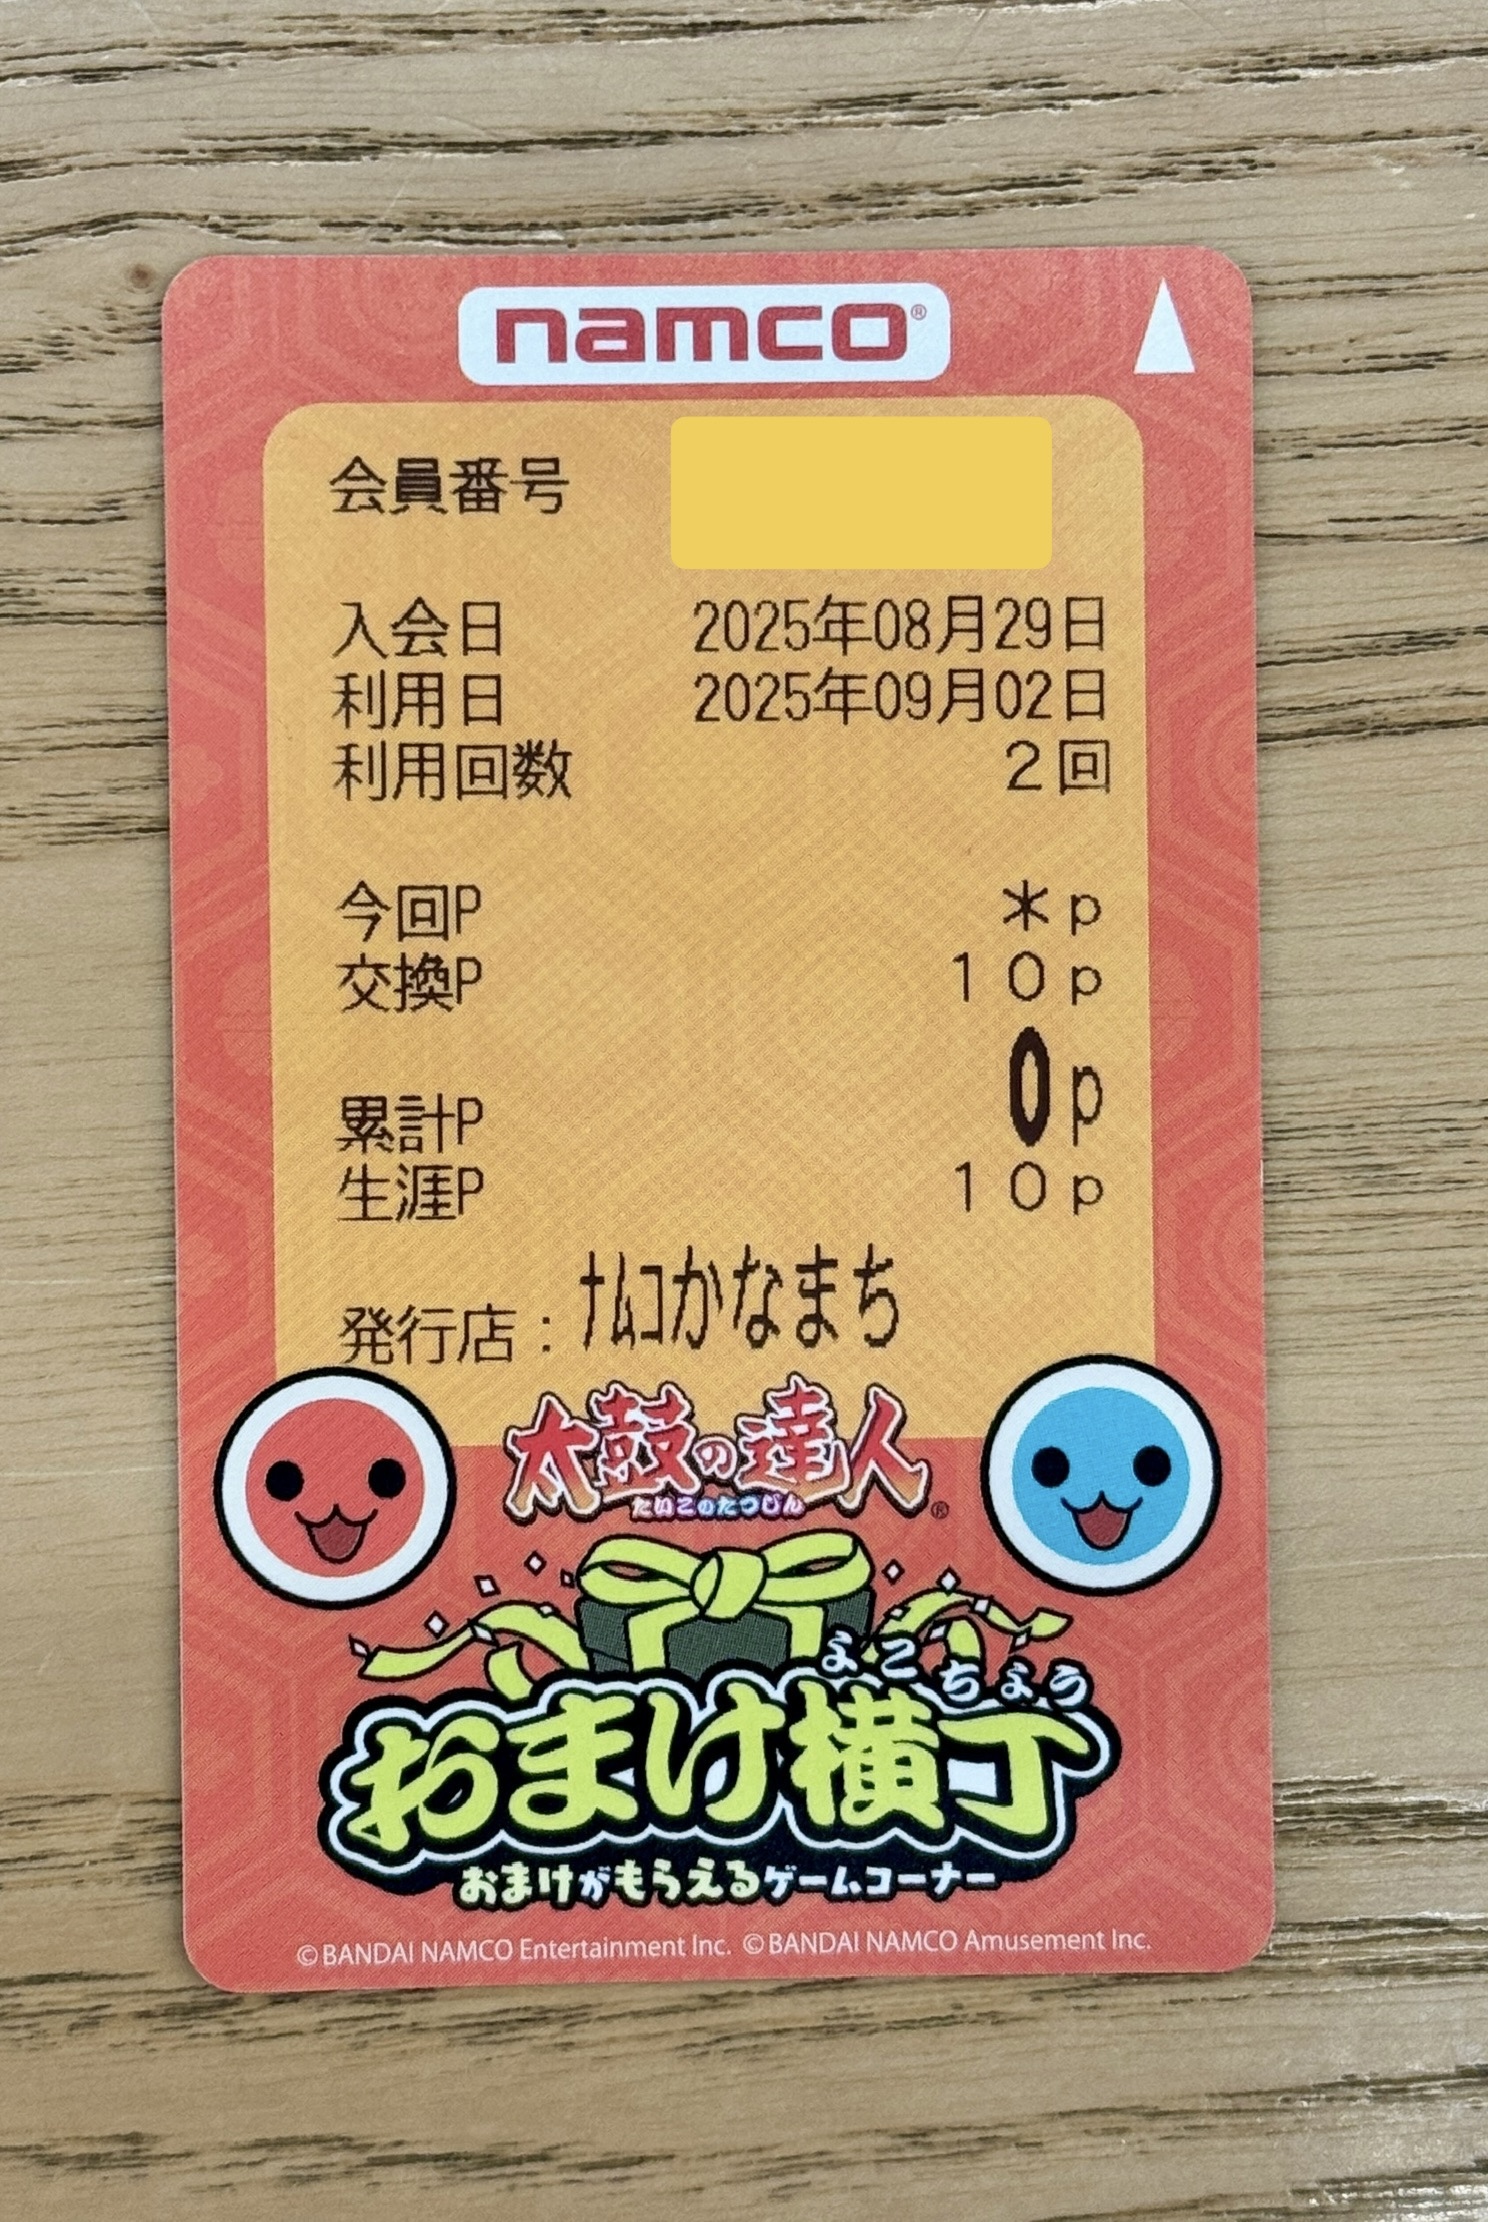 namco®
会員番号
入会日 2025年08月29日
利用日 2025年09月02日
利用回数 2回
今回P *p
交換P 10p
累計P 0p
生涯P 10p
発行店：ﾅﾑｺかなまち
太鼓の達人®
たいこのたつじん
よこちょう
おまけ横丁
おまけがもらえるゲームコーナー
©BANDAI NAMCO Entertainment Inc. ©BANDAI NAMCO Amusement Inc.